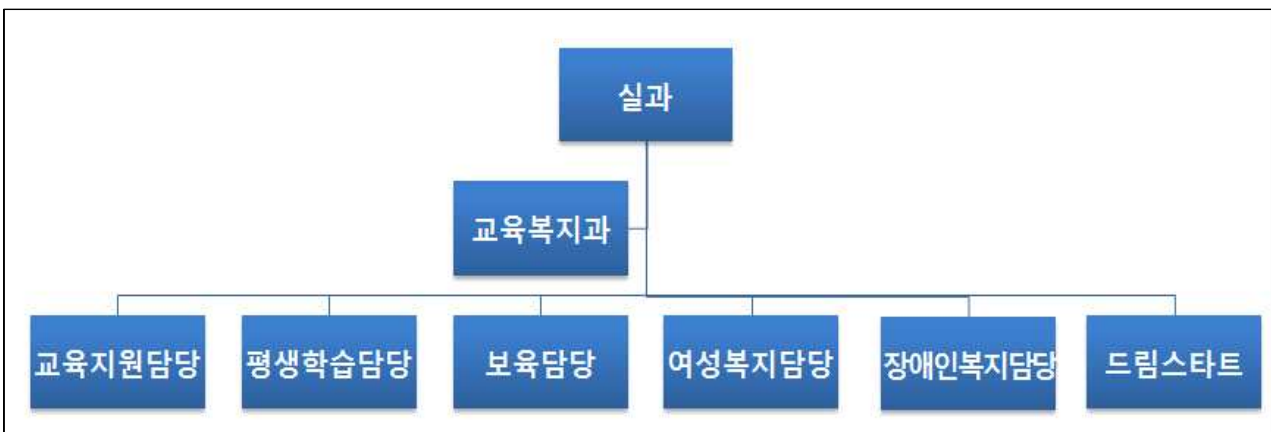 실과
교육복지과
교육지원담당
평생학습담당
보육담당
여성복지담당
장애인복지담당
드림스타트